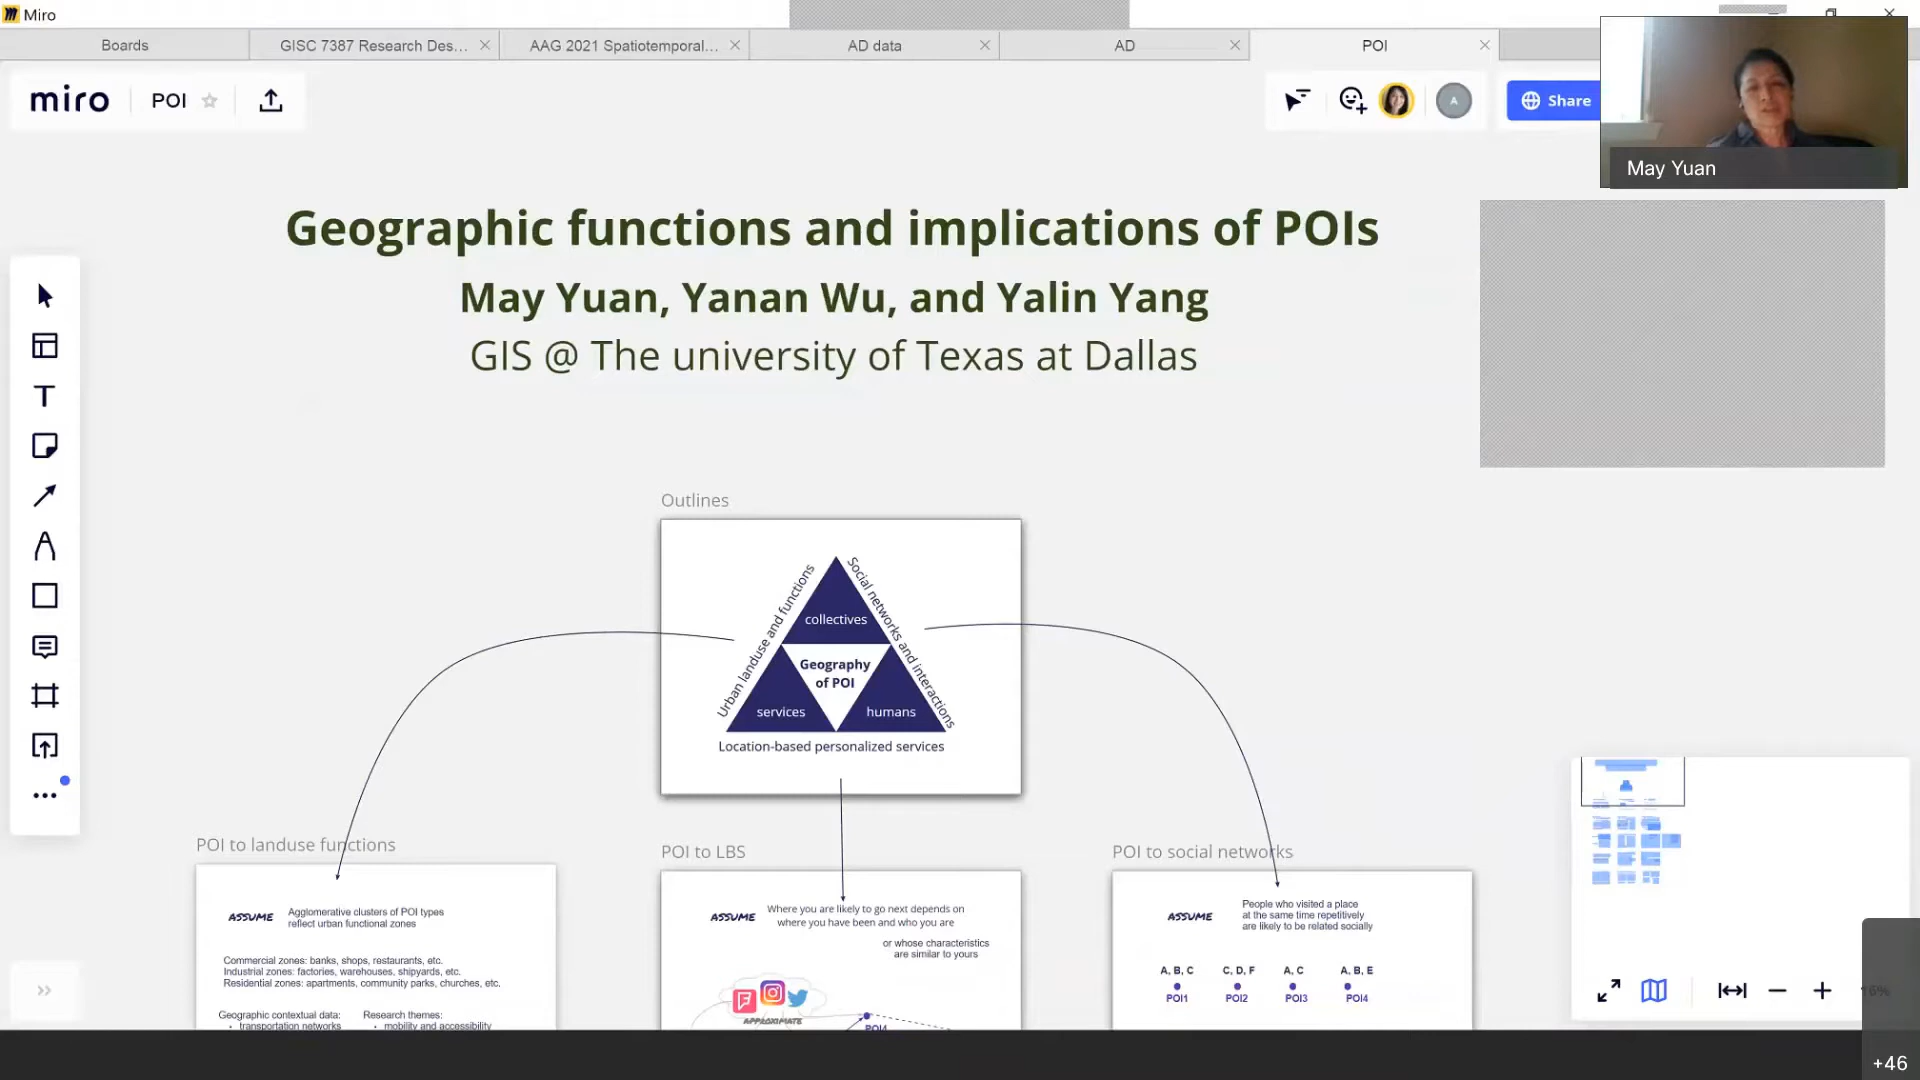 Miro
Boards
GISC 7387 Research Des...
AAG 2021 Spatiotemporal...
AD data
AD
POI
miro
POI
A
Share
May Yuan
Geographic functions and implications of POIs
May Yuan, Yanan Wu, and Yalin Yang
GIS @ The university of Texas at Dallas
Outlines
Urban landuse and functions
Social networks and interactions
collectives
Geography
of POI
services
humans
Location-based personalized services
POI to landuse functions
ASSUME
Agglomerative clusters of POI types
reflect urban functional zones
Commercial zones: banks, shops, restaurants, etc.
Industrial zones: factories, warehouses, shipyards, etc.
Residential zones: apartments, community parks, churches, etc.
Geographic contextual data:
• transportation networks
Research themes:
• mobility and accessibility
POI to LBS
ASSUME
Where you are likely to go next depends on
where you have been and who you are
or whose characteristics
are similar to yours
APPROXIMATE
POI4
POI to social networks
ASSUME
People who visited a place
at the same time repetitively
are likely to be related socially
A, B, C
C, D, F
A, C
A, B, E
POI1
POI2
POI3
POI4
+46